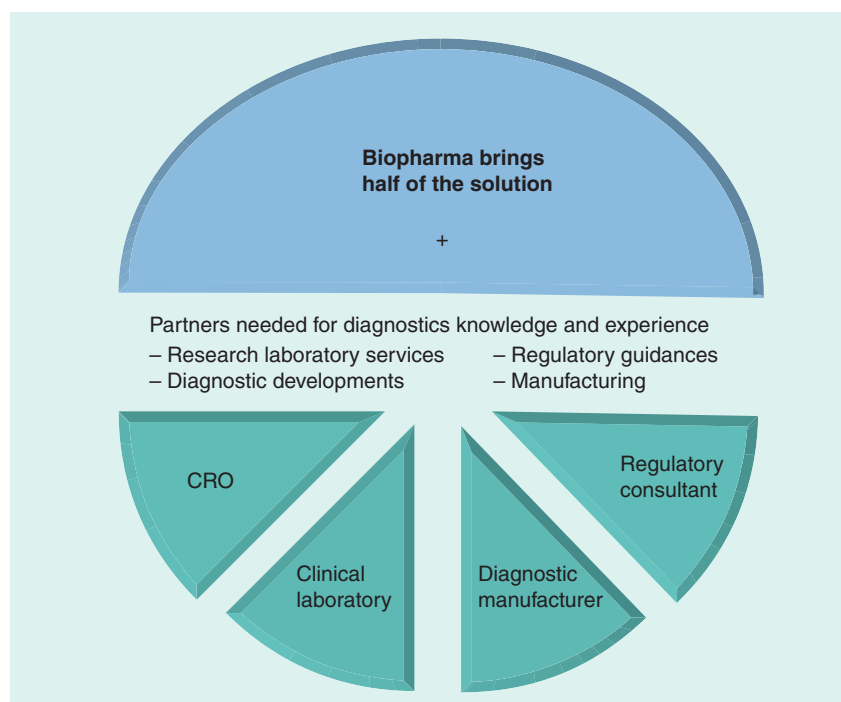 Biopharma brings
half of the solution
+
Partners needed for diagnostics knowledge and experience
– Research laboratory services
– Diagnostic developments
– Regulatory guidances
– Manufacturing
CRO
Clinical
laboratory
Diagnostic
manufacturer
Regulatory
consultant